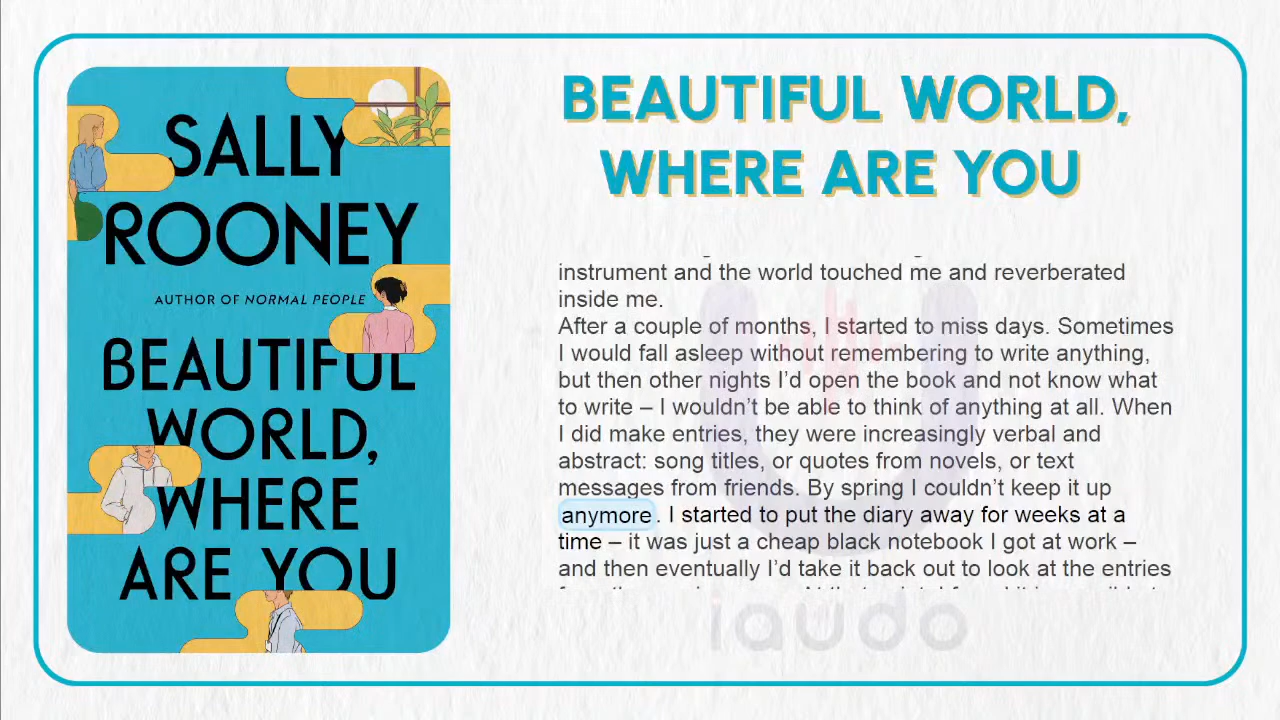 SALLY
ROONEY
AUTHOR OF NORMAL PEOPLE
BEAUTIFUL
WORLD,
WHERE
ARE YOU
BEAUTIFUL WORLD,
WHERE ARE YOU
instrument and the world touched me and reverberated
inside me.
After a couple of months, I started to miss days. Sometimes
I would fall asleep without remembering to write anything,
but then other nights I’d open the book and not know what
to write – I wouldn’t be able to think of anything at all. When
I did make entries, they were increasingly verbal and
abstract: song titles, or quotes from novels, or text
messages from friends. By spring I couldn’t keep it up
anymore. I started to put the diary away for weeks at a
time – it was just a cheap black notebook I got at work –
and then eventually I’d take it back out to look at the entries
iaudo